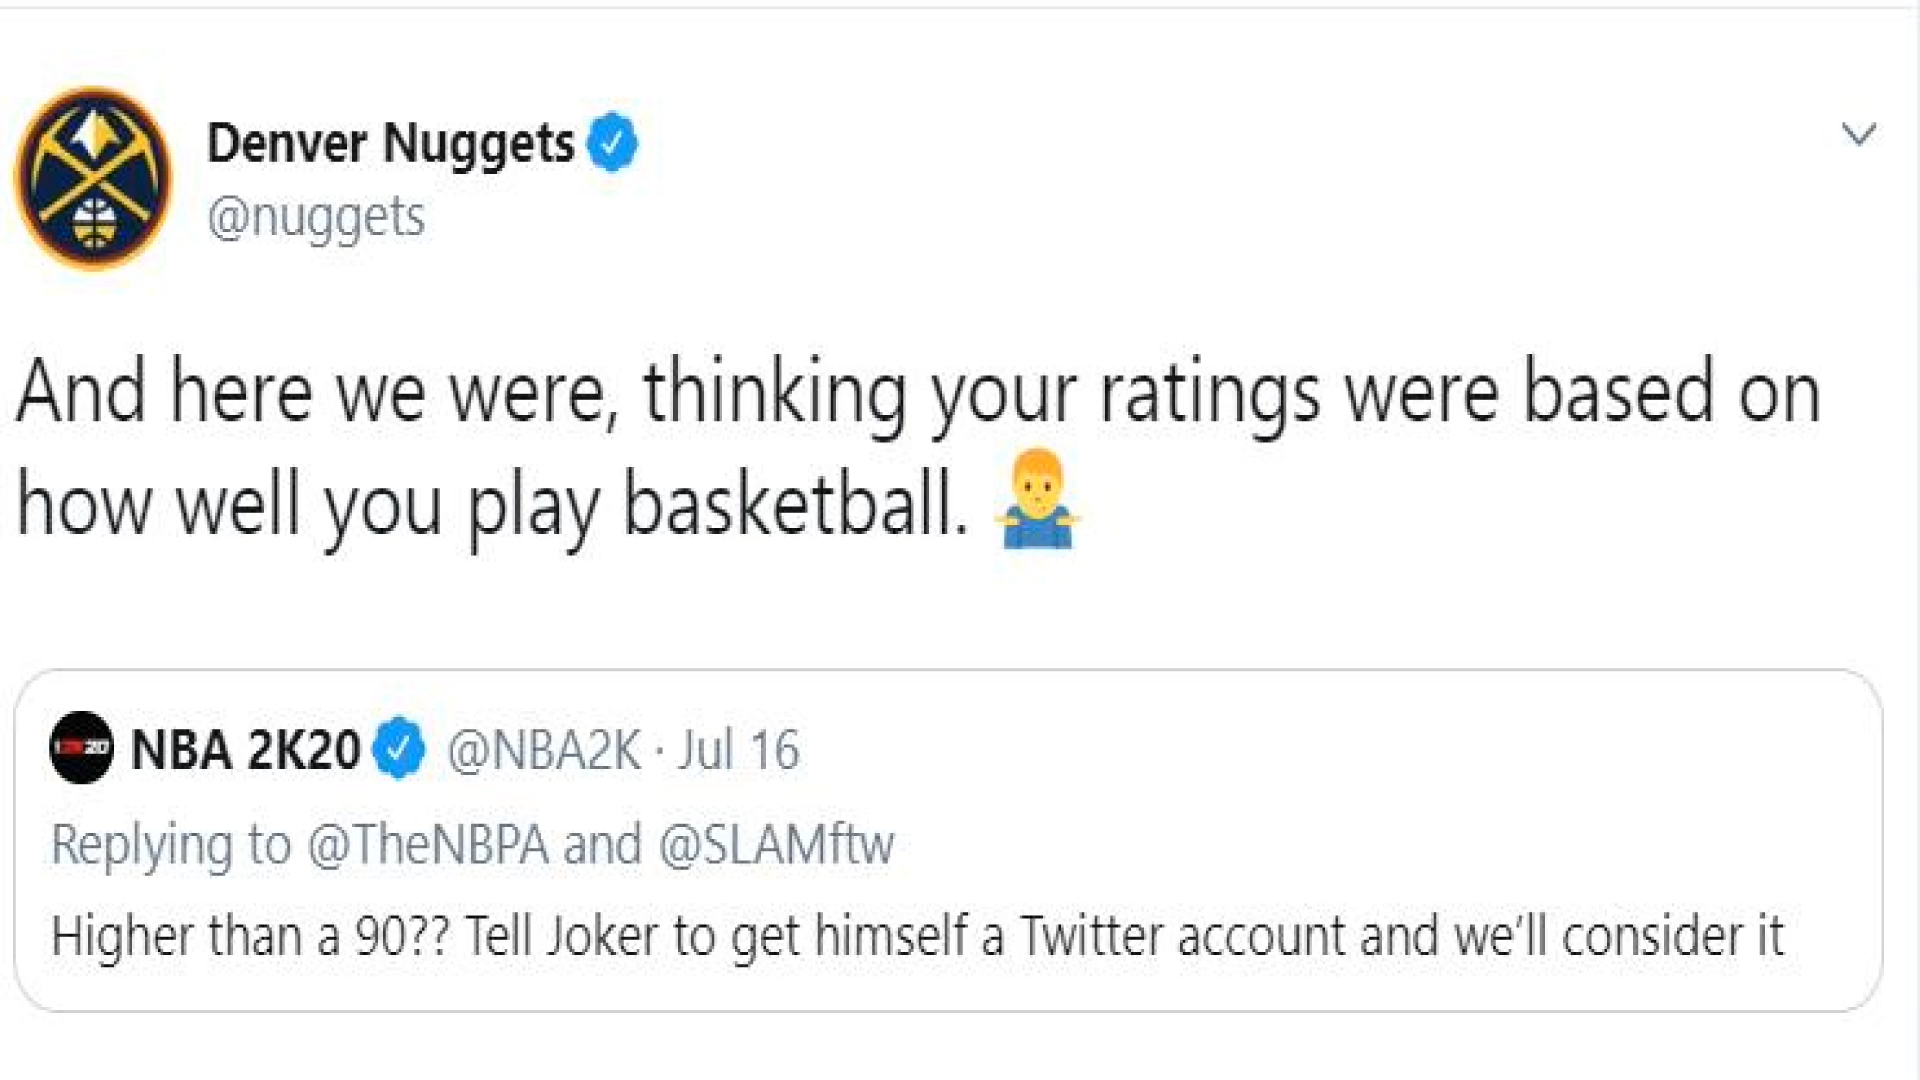 Denver Nuggets
@nuggets
And here we were, thinking your ratings were based on
how well you play basketball. 🤷‍♂️
NBA 2K20 @NBA2K · Jul 16
Replying to @TheNBPA and @SLAMftw
Higher than a 90?? Tell Joker to get himself a Twitter account and we'll consider it